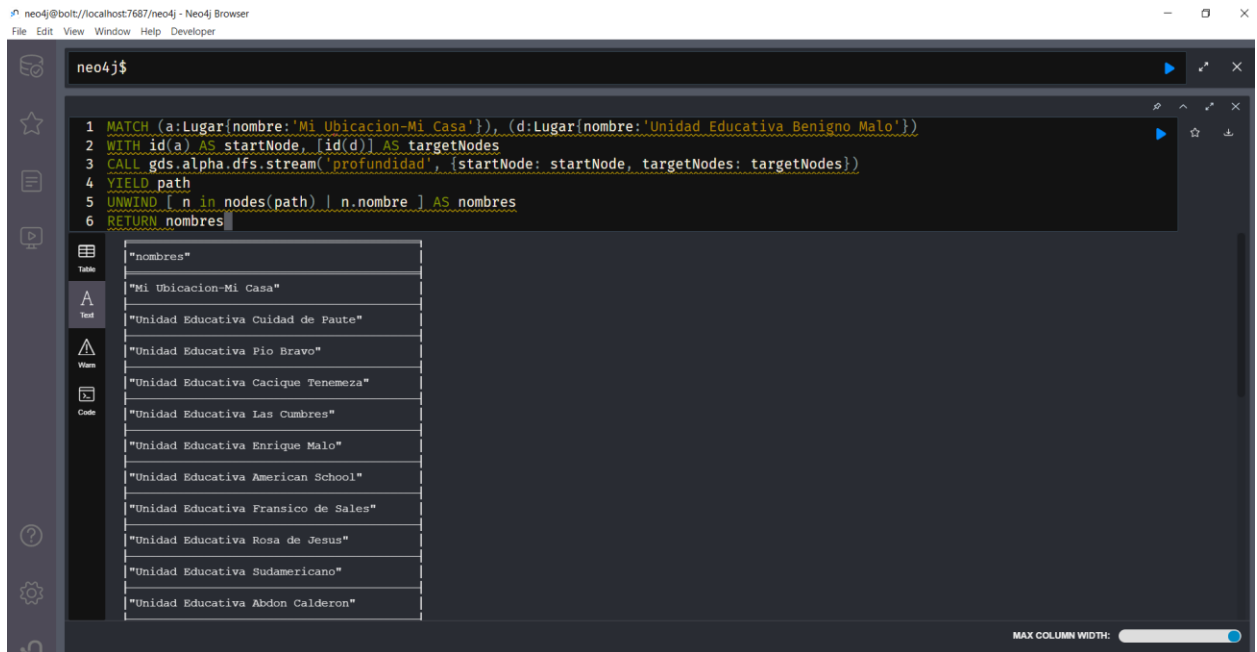 neo4j@bolt://localhost:7687/neo4j - Neo4j Browser
File Edit View Window Help Developer
neo4j$
1 MATCH (a:Lugar{nombre:'Mi Ubicacion-Mi Casa'}), (d:Lugar{nombre:'Unidad Educativa Benigno Malo'})
2 WITH id(a) AS startNode, [id(d)] AS targetNodes
3 CALL gds.alpha.dfs.stream('profundidad', {startNode: startNode, targetNodes: targetNodes})
4 YIELD path
5 UNWIND [ n in nodes(path) | n.nombre ] AS nombres
6 RETURN nombres
Table
Text
Warn
Code
"nombres"
"Mi Ubicacion-Mi Casa"
"Unidad Educativa Cuidad de Paute"
"Unidad Educativa Pio Bravo"
"Unidad Educativa Cacique Tenemeza"
"Unidad Educativa Las Cumbres"
"Unidad Educativa Enrique Malo"
"Unidad Educativa American School"
"Unidad Educativa Fransico de Sales"
"Unidad Educativa Rosa de Jesus"
"Unidad Educativa Sudamericano"
"Unidad Educativa Abdon Calderon"
MAX COLUMN WIDTH: